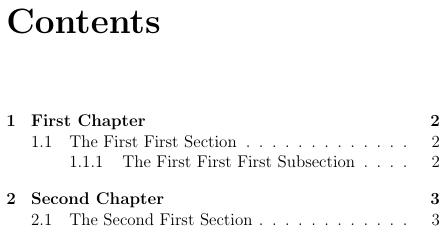 Contents
1 First Chapter 2
1.1 The First First Section . . . . . . . . . . . . . 2
1.1.1 The First First First Subsection . . . . 2
2 Second Chapter 3
2.1 The Second First Section . . . . . . . . . . . . 3